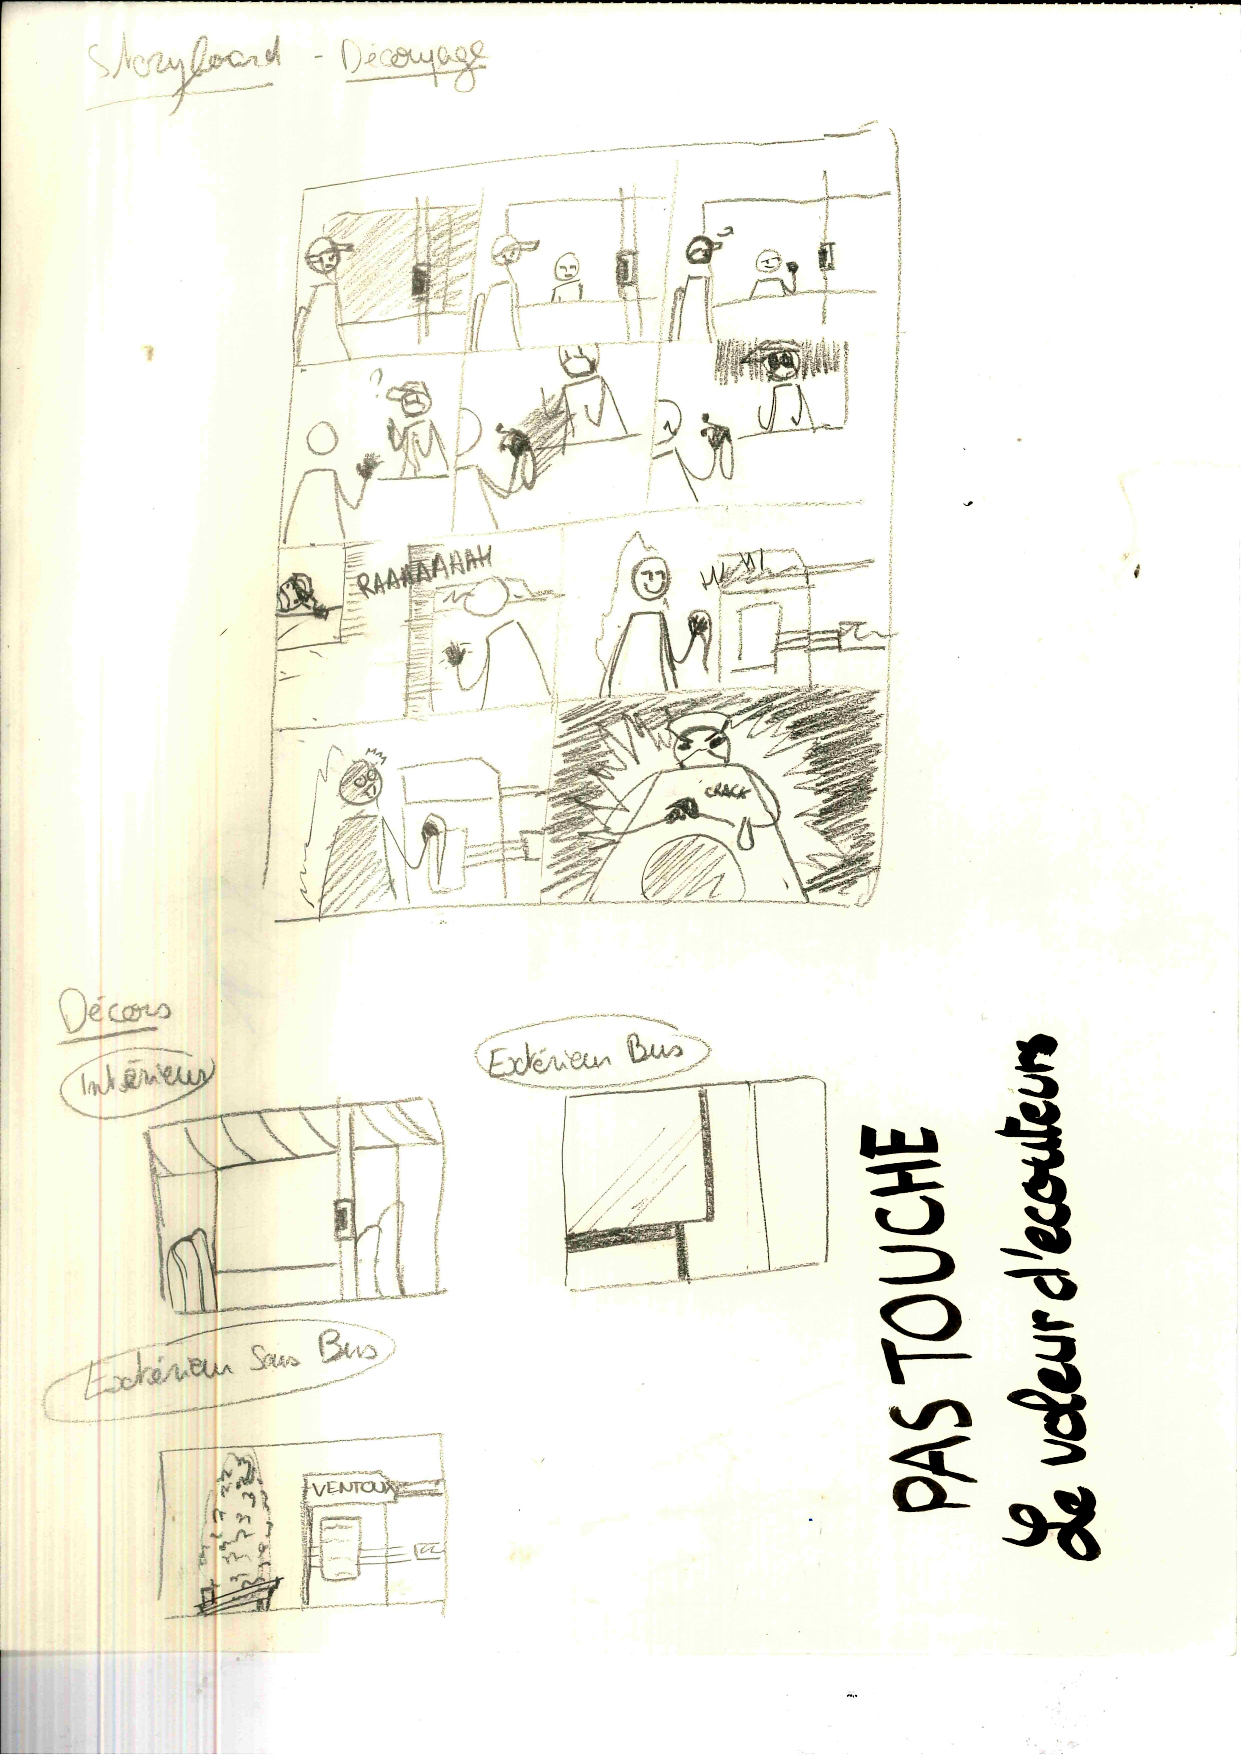 Storyboard - Découpage
?
?
RAAAAAAAH
CRACK
Décors
Intérieur
Extérieur Bus
Extérieur Sans Bus
VENTOUX
PAS TOUCHE
Le voleur d'écouteurs